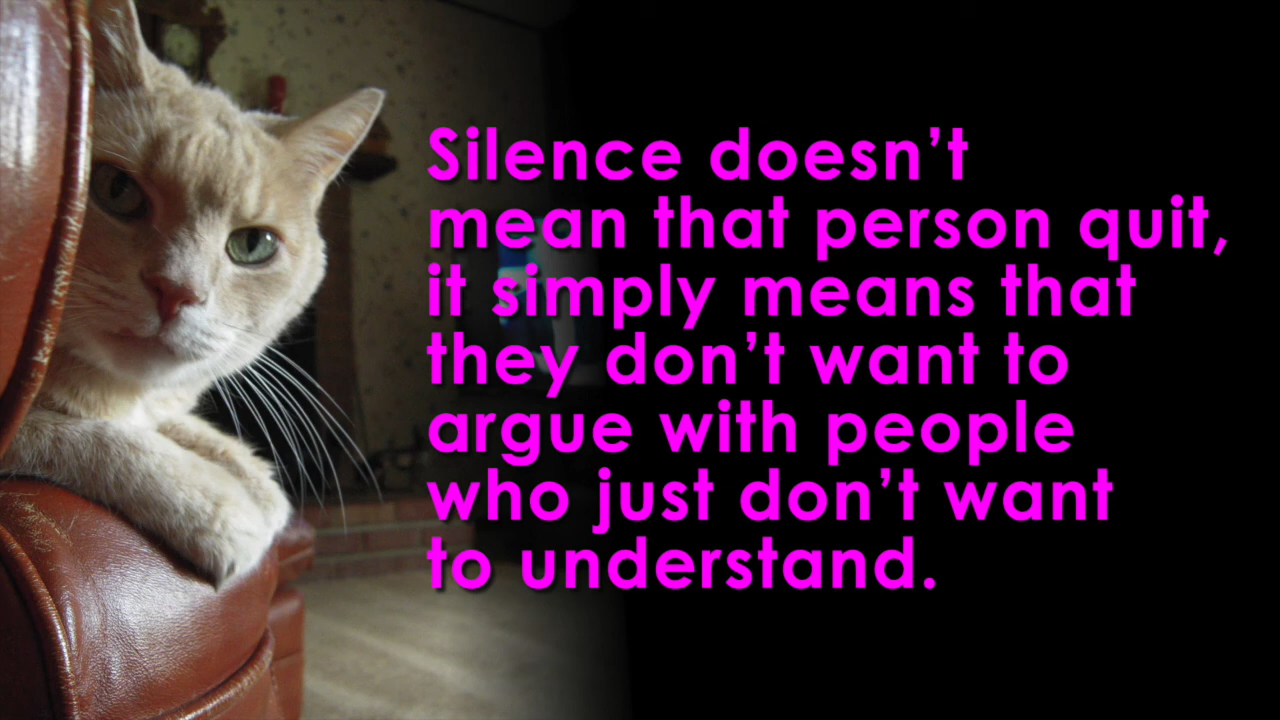 Silence doesn’t
mean that person quit,
it simply means that
they don’t want to
argue with people
who just don’t want
to understand.